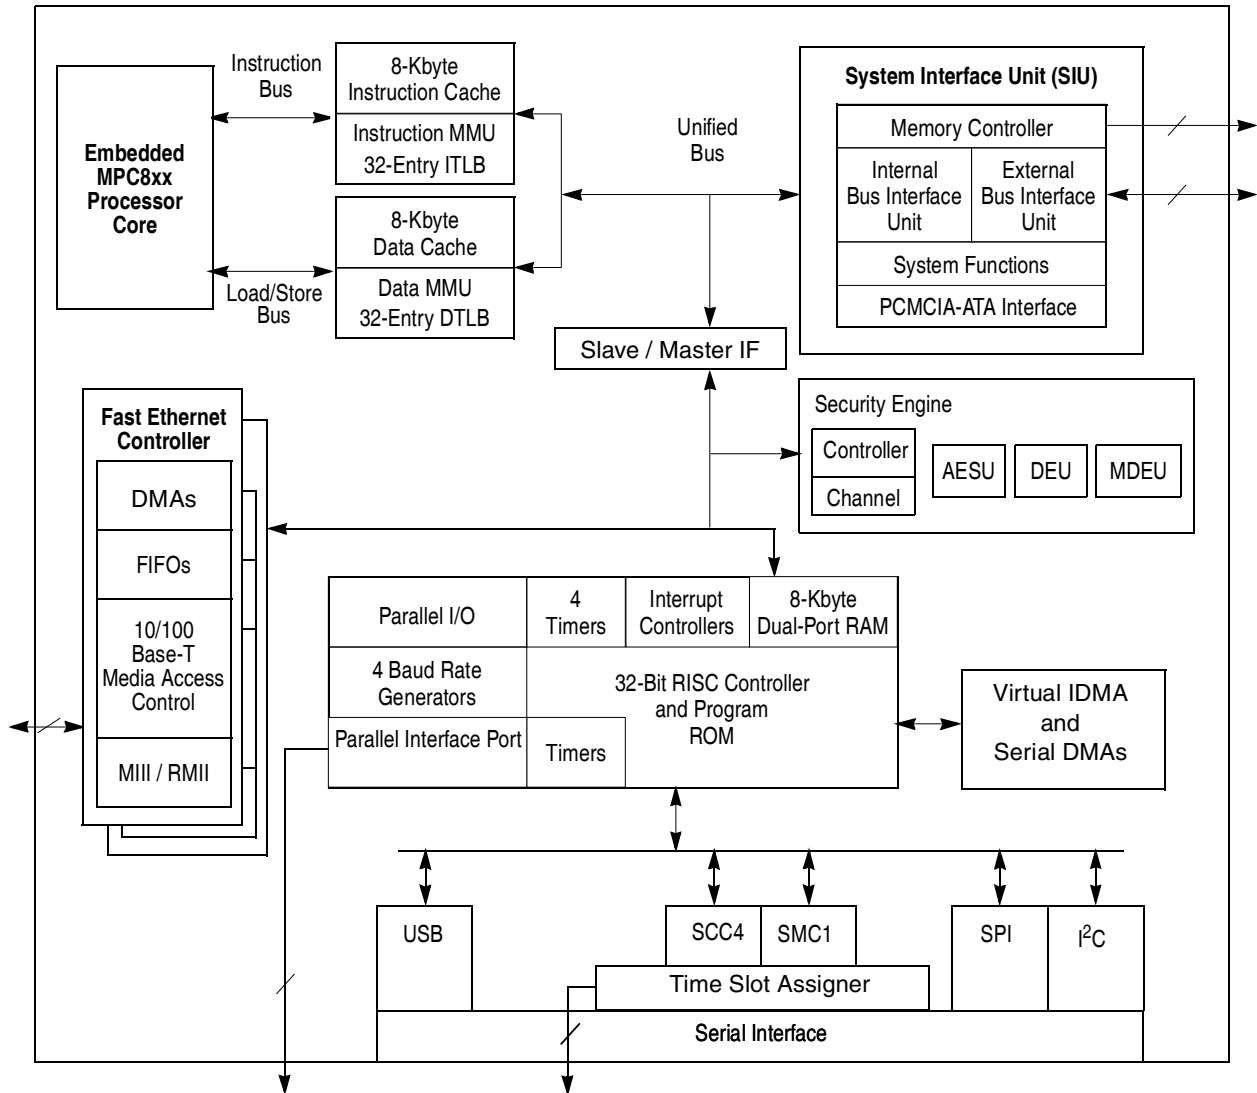 Instruction
Bus
8-Kbyte
Instruction Cache
Instruction MMU
32-Entry ITLB
Embedded
MPC8xx
Processor
Core
8-Kbyte
Data Cache
Data MMU
32-Entry DTLB
Load/Store
Bus
Unified
Bus
System Interface Unit (SIU)
Memory Controller
Internal
Bus Interface
Unit
External
Bus Interface
Unit
System Functions
PCMCIA-ATA Interface
Slave / Master IF
Security Engine
Controller
Channel
AESU
DEU
MDEU
Fast Ethernet
Controller
DMAs
FIFOs
10/100
Base-T
Media Access
Control
MIII / RMII
Parallel I/O
4
Timers
Interrupt
Controllers
8-Kbyte
Dual-Port RAM
4 Baud Rate
Generators
32-Bit RISC Controller
and Program
ROM
Parallel Interface Port
Timers
Virtual IDMA
and
Serial DMAs
USB
SCC4
SMC1
SPI
I²C
Time Slot Assigner
Serial Interface